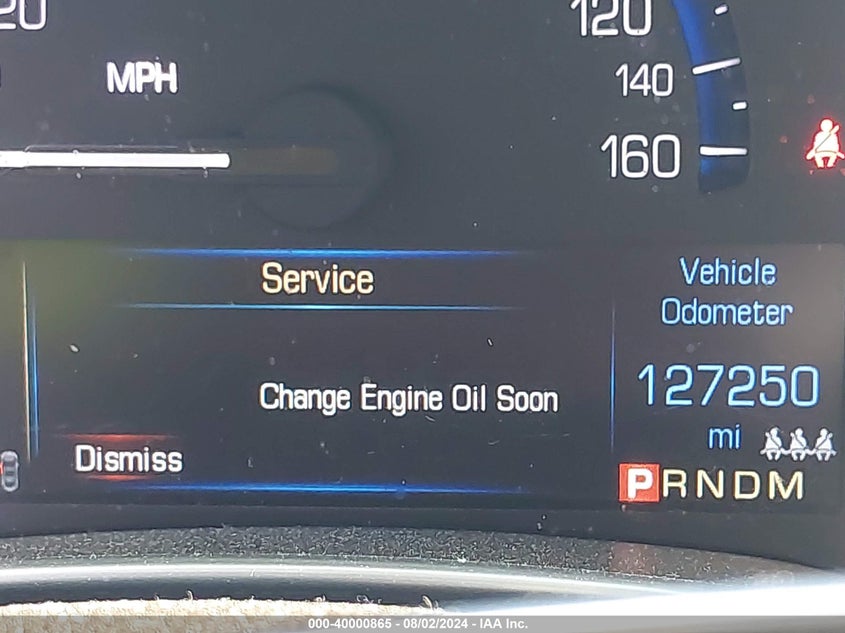 20
120
MPH
140
160
Service
Vehicle
Odometer
Change Engine Oil Soon
127250
mi
Dismiss
PRNDM
000-40000865 - 08/02/2024 - IAA Inc.